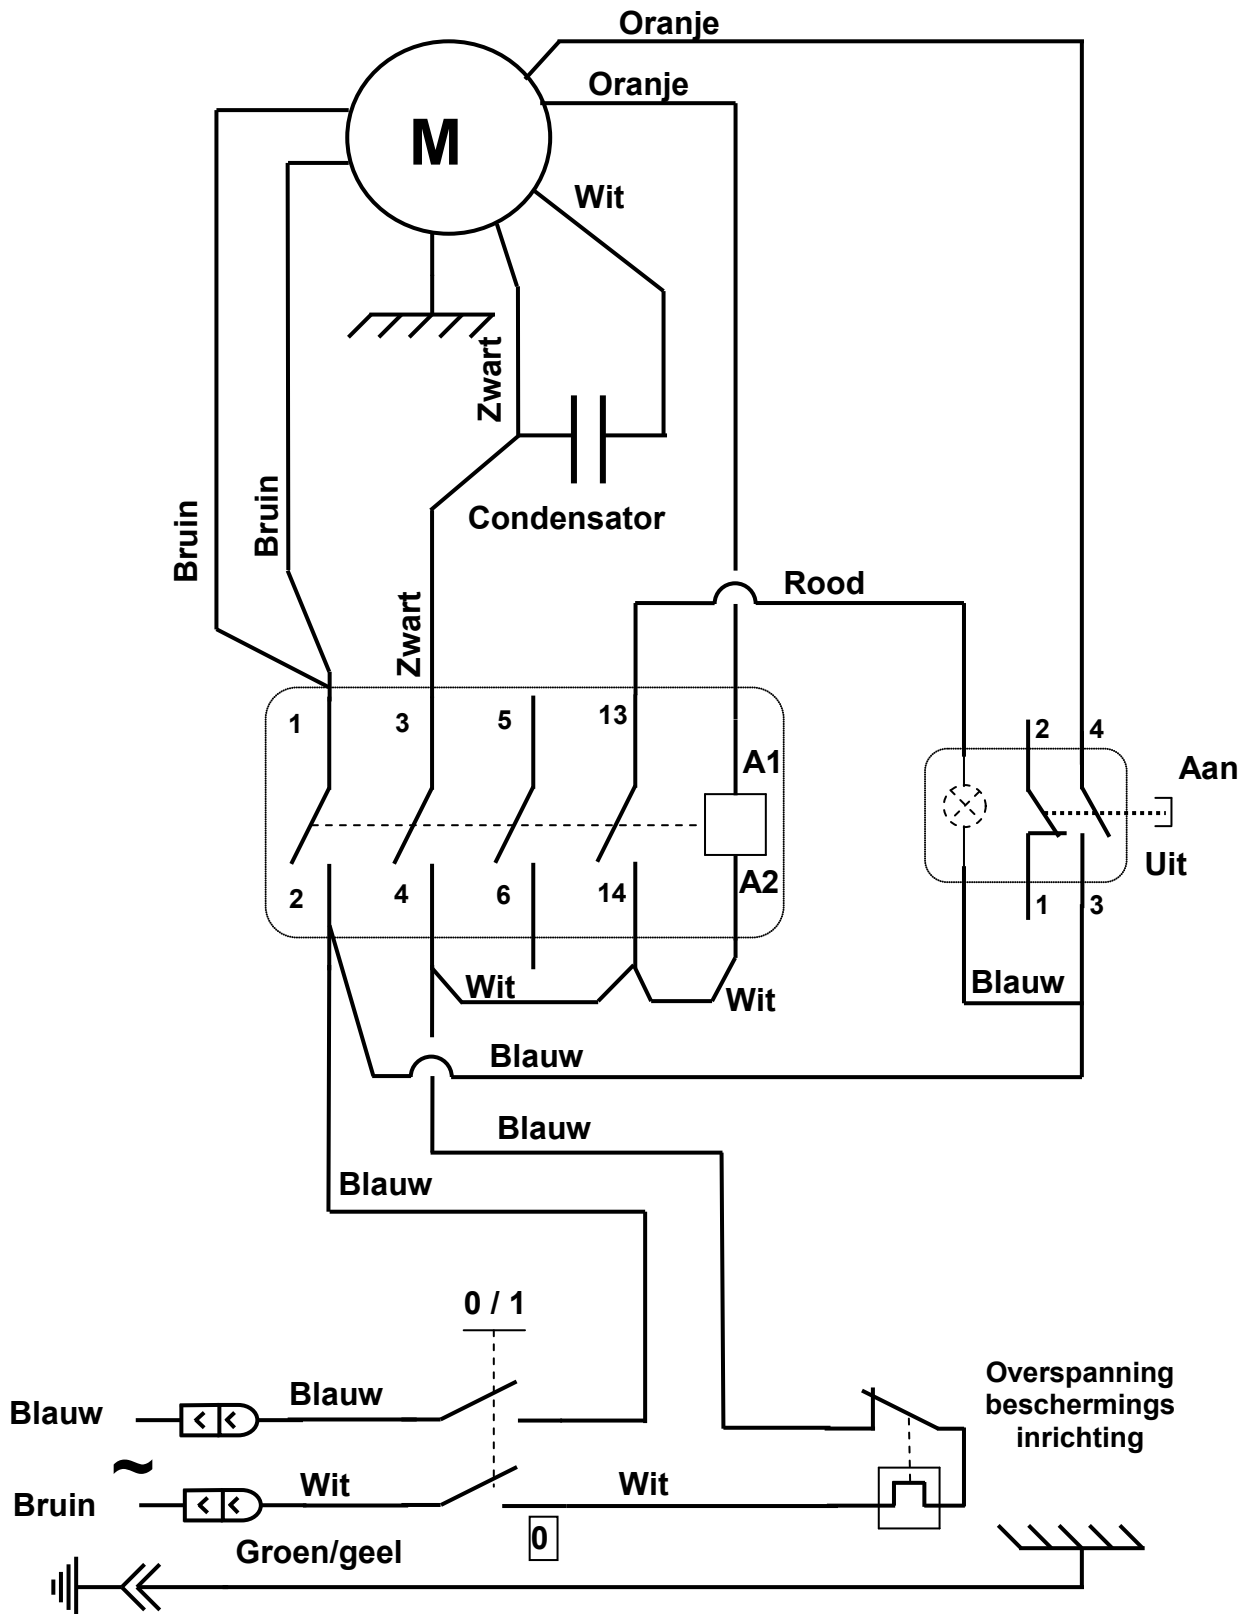 Oranje
Oranje
M
Wit
Zwart
Bruin
Bruin
Condensator
Rood
Zwart
1
3
5
13
A1
2
4
Aan
2
4
6
14
A2
Uit
1
3
Wit
Wit
Blauw
Blauw
Blauw
Blauw
0 / 1
Overspanning
beschermings
inrichting
Blauw
Blauw
~
Bruin
Wit
Wit
0
Groen/geel